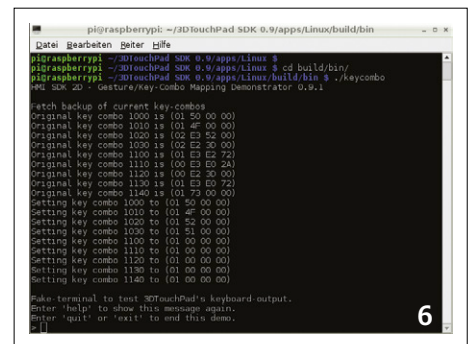 pi@raspberrypi: ~/3DTouchPad SDK 0.9/apps/Linux/build/bin
Datei Bearbeiten Reiter Hilfe
pi@raspberrypi ~/3DTouchPad SDK 0.9/apps/Linux $
pi@raspberrypi ~/3DTouchPad SDK 0.9/apps/Linux $ cd build/bin/
pi@raspberrypi ~/3DTouchPad SDK 0.9/apps/Linux/build/bin $ ./keycombo
HMI SDK 2D - Gesture/Key-Combo Mapping Demonstrator 0.9.1
Fetch backup of current key-combos
Original key combo 1000 is (01 50 00 00)
Original key combo 1010 is (01 4F 00 00)
Original key combo 1020 is (02 E3 52 00)
Original key combo 1030 is (02 E2 3D 00)
Original key combo 1100 is (01 E3 E2 72)
Original key combo 1110 is (00 E3 E0 2A)
Original key combo 1120 is (00 E2 3D 00)
Original key combo 1130 is (01 E3 E0 72)
Original key combo 1140 is (01 73 00 00)
Setting key combo 1000 to (01 50 00 00)
Setting key combo 1010 to (01 4F 00 00)
Setting key combo 1020 to (01 52 00 00)
Setting key combo 1030 to (01 51 00 00)
Setting key combo 1100 to (01 00 00 00)
Setting key combo 1110 to (00 00 00 00)
Setting key combo 1120 to (01 00 00 00)
Setting key combo 1130 to (01 00 00 00)
Setting key combo 1140 to (01 00 00 00)
Fake-terminal to test 3DTouchPad's keyboard-output.
Enter 'help' to show this message again.
Enter 'quit' or 'exit' to end this demo.
>
6